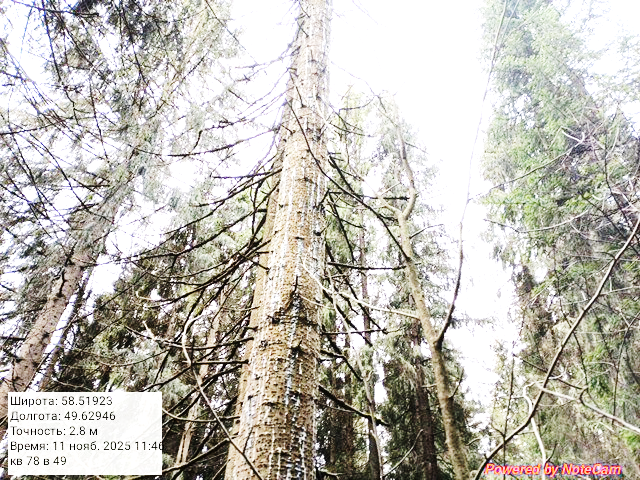 Широта: 58.51923
Долгота: 49.62946
Точность: 2.8 м
Время: 11 нояб. 2025 11:46
кв 78 в 49
Powered by NoteCam